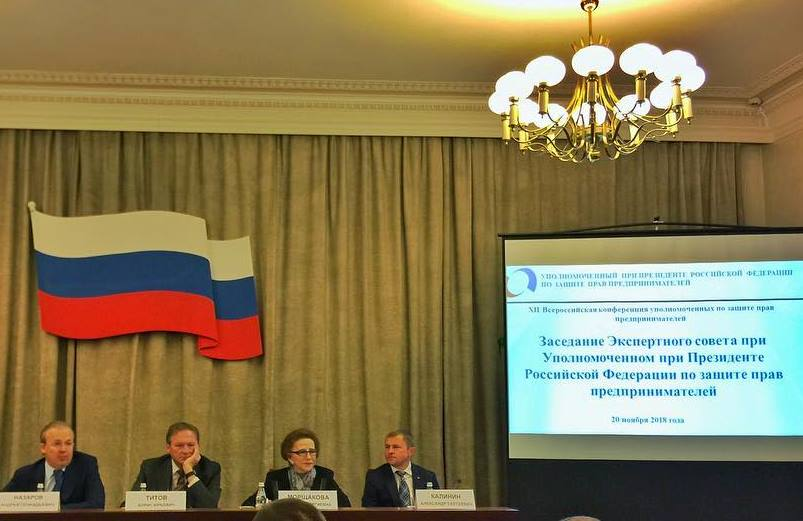 УПОЛНОМОЧЕННЫЙ ПРИ ПРЕЗИДЕНТЕ РОССИЙСКОЙ ФЕДЕРАЦИИ
ПО ЗАЩИТЕ ПРАВ ПРЕДПРИНИМАТЕЛЕЙ
XII Всероссийская конференция уполномоченных по защите прав
предпринимателей
Заседание Экспертного совета при
Уполномоченном при Президенте
Российской Федерации по защите прав
предпринимателей
20 ноября 2018 года
НАЗАРОВ
ТИТОВ
МОРЩАКОВА
КАЛИНИН